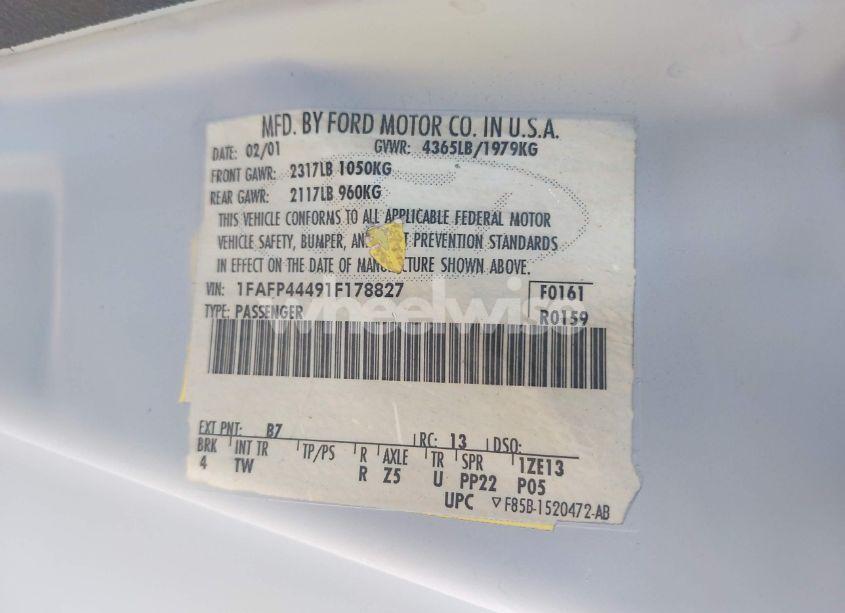 MFD. BY FORD MOTOR CO. IN U.S.A.
DATE: 02/01 GVWR: 4365LB/1979KG
FRONT GAWR: 2317LB 1050KG
REAR GAWR: 2117LB 960KG
THIS VEHICLE CONFORMS TO ALL APPLICABLE FEDERAL MOTOR
VEHICLE SAFETY, BUMPER, AN T PREVENTION STANDARDS
IN EFFECT ON THE DATE OF MAN CTURE SHOWN ABOVE.
VIN: 1FAFP44491F178827 F0161
TYPE: PASSENGER R0159
wheelwise
EXT PNT: B7 RC: 13 DSO:
BRK INT TR TP/PS R AXLE TR SPR 1ZE13
4 TW R Z5 U PP22 P05
UPC ▽F85B-1520472-AB